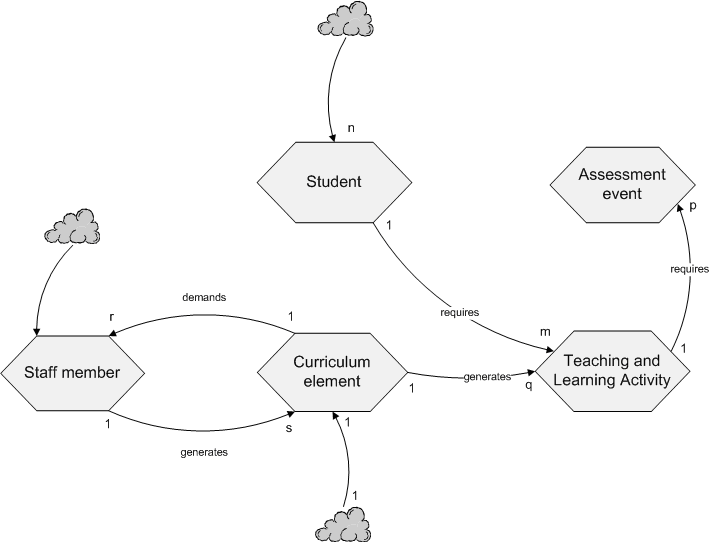 n
Student
Assessment
event
p
1
requires
r
demands
1
requires
m
1
Staff member
Curriculum
element
generates
Teaching and
Learning Activity
1
q
1
s
1
generates
1